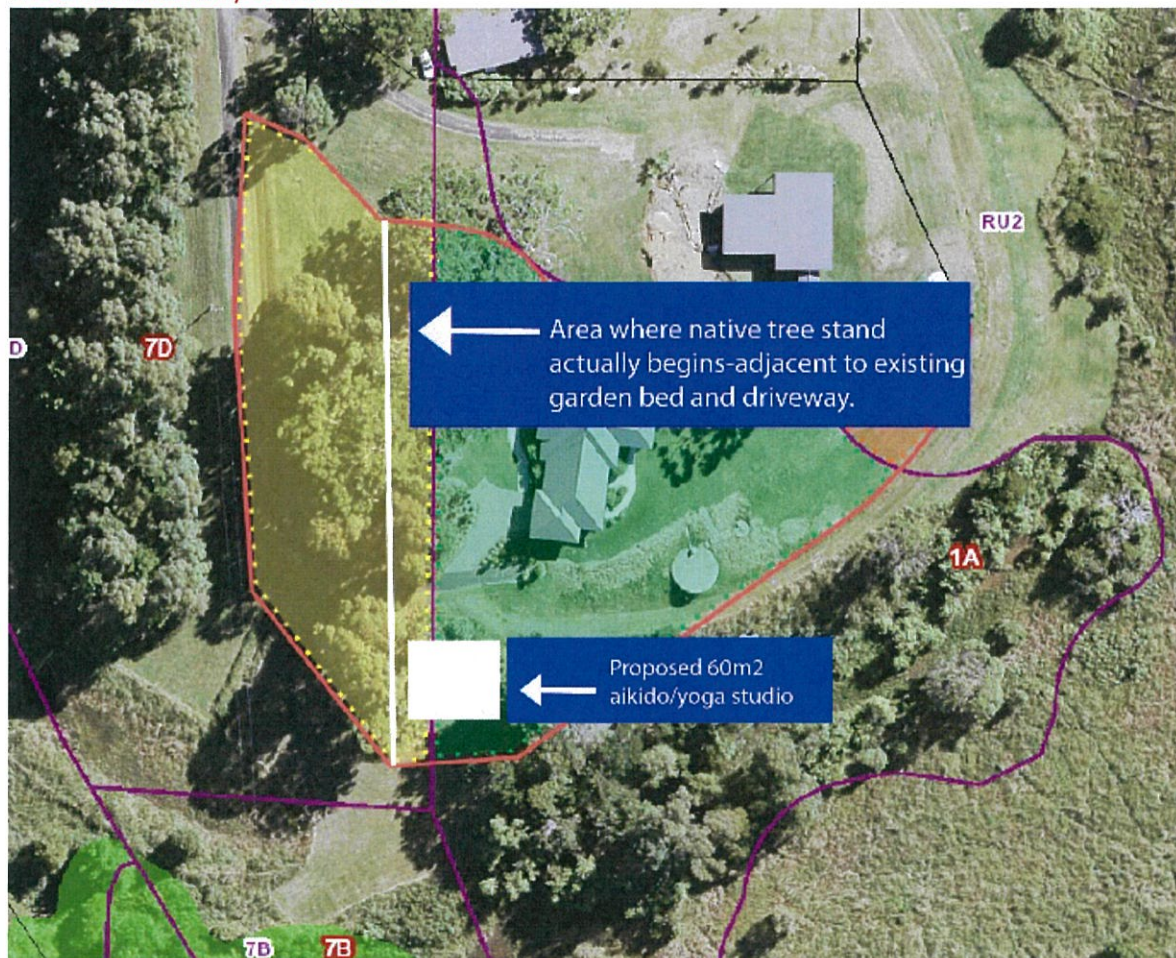 RU2
Area where native tree stand
actually begins-adjacent to existing
garden bed and driveway.
D
7D
1A
Proposed 60m2
aikido/yoga studio
7B
7B